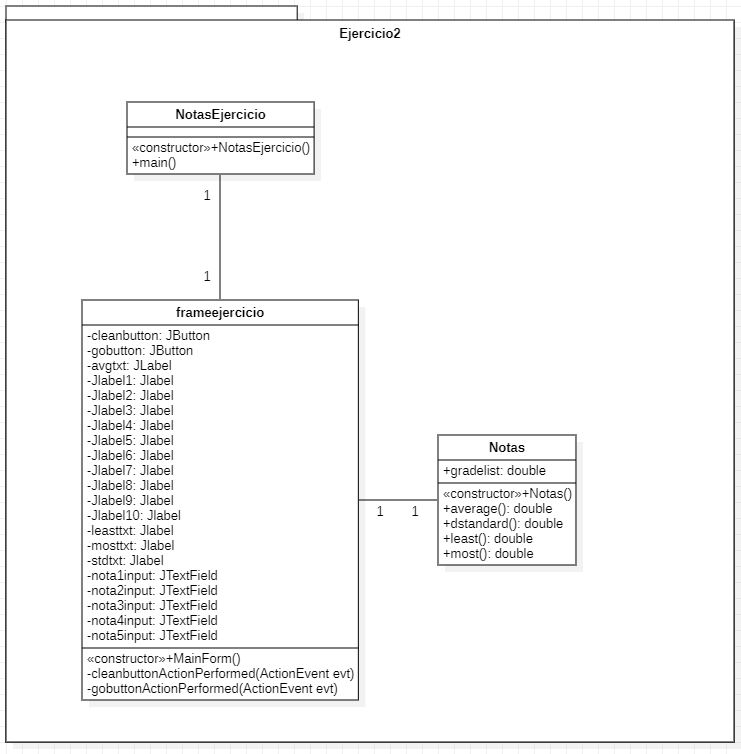 Ejercicio2
NotasEjercicio
«constructor»+NotasEjercicio()
+main()
1
1
frameejercicio
-cleanbutton: JButton
-gobutton: JButton
-avgtxt: JLabel
-Jlabel1: Jlabel
-Jlabel2: Jlabel
-Jlabel3: Jlabel
-Jlabel4: Jlabel
-Jlabel5: Jlabel
-Jlabel6: Jlabel
-Jlabel7: Jlabel
-Jlabel8: Jlabel
-Jlabel9: Jlabel
-Jlabel10: Jlabel
-leasttxt: Jlabel
-mosttxt: Jlabel
-stdtxt: Jlabel
-nota1input: JTextField
-nota2input: JTextField
-nota3input: JTextField
-nota4input: JTextField
-nota5input: JTextField
«constructor»+MainForm()
-cleanbuttonActionPerformed(ActionEvent evt)
-gobuttonActionPerformed(ActionEvent evt)
1
1
Notas
+gradelist: double
«constructor»+Notas()
+average(): double
+dstandard(): double
+least(): double
+most(): double